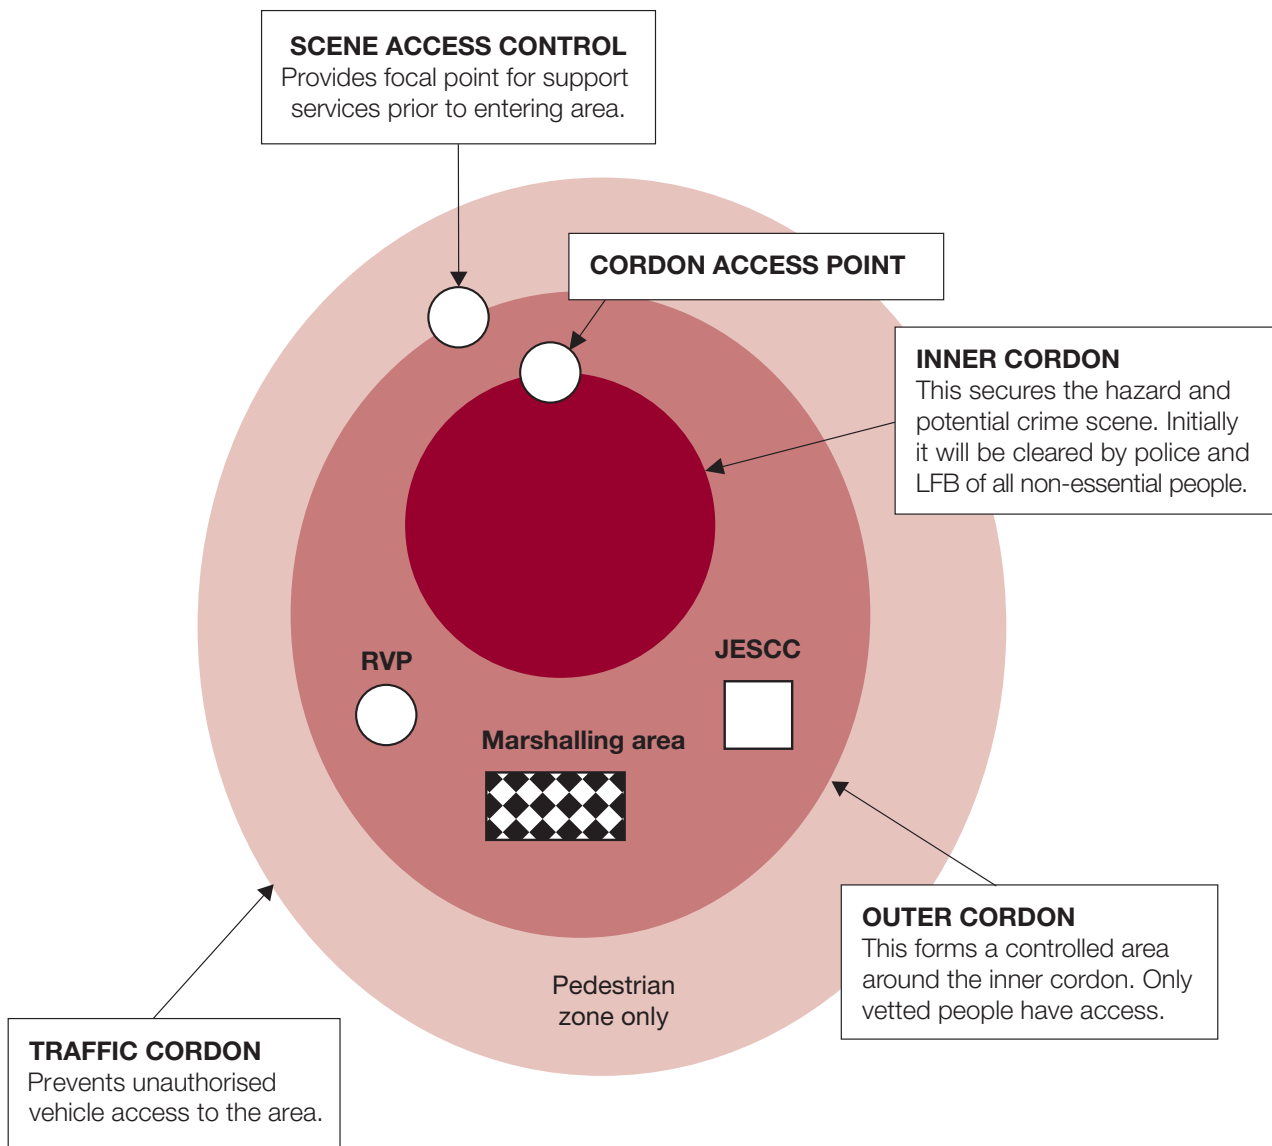 SCENE ACCESS CONTROL
Provides focal point for support
services prior to entering area.
CORDON ACCESS POINT
INNER CORDON
This secures the hazard and
potential crime scene. Initially
it will be cleared by police and
LFB of all non-essential people.
RVP
JESCC
Marshalling area
OUTER CORDON
This forms a controlled area
around the inner cordon. Only
vetted people have access.
Pedestrian
zone only
TRAFFIC CORDON
Prevents unauthorised
vehicle access to the area.